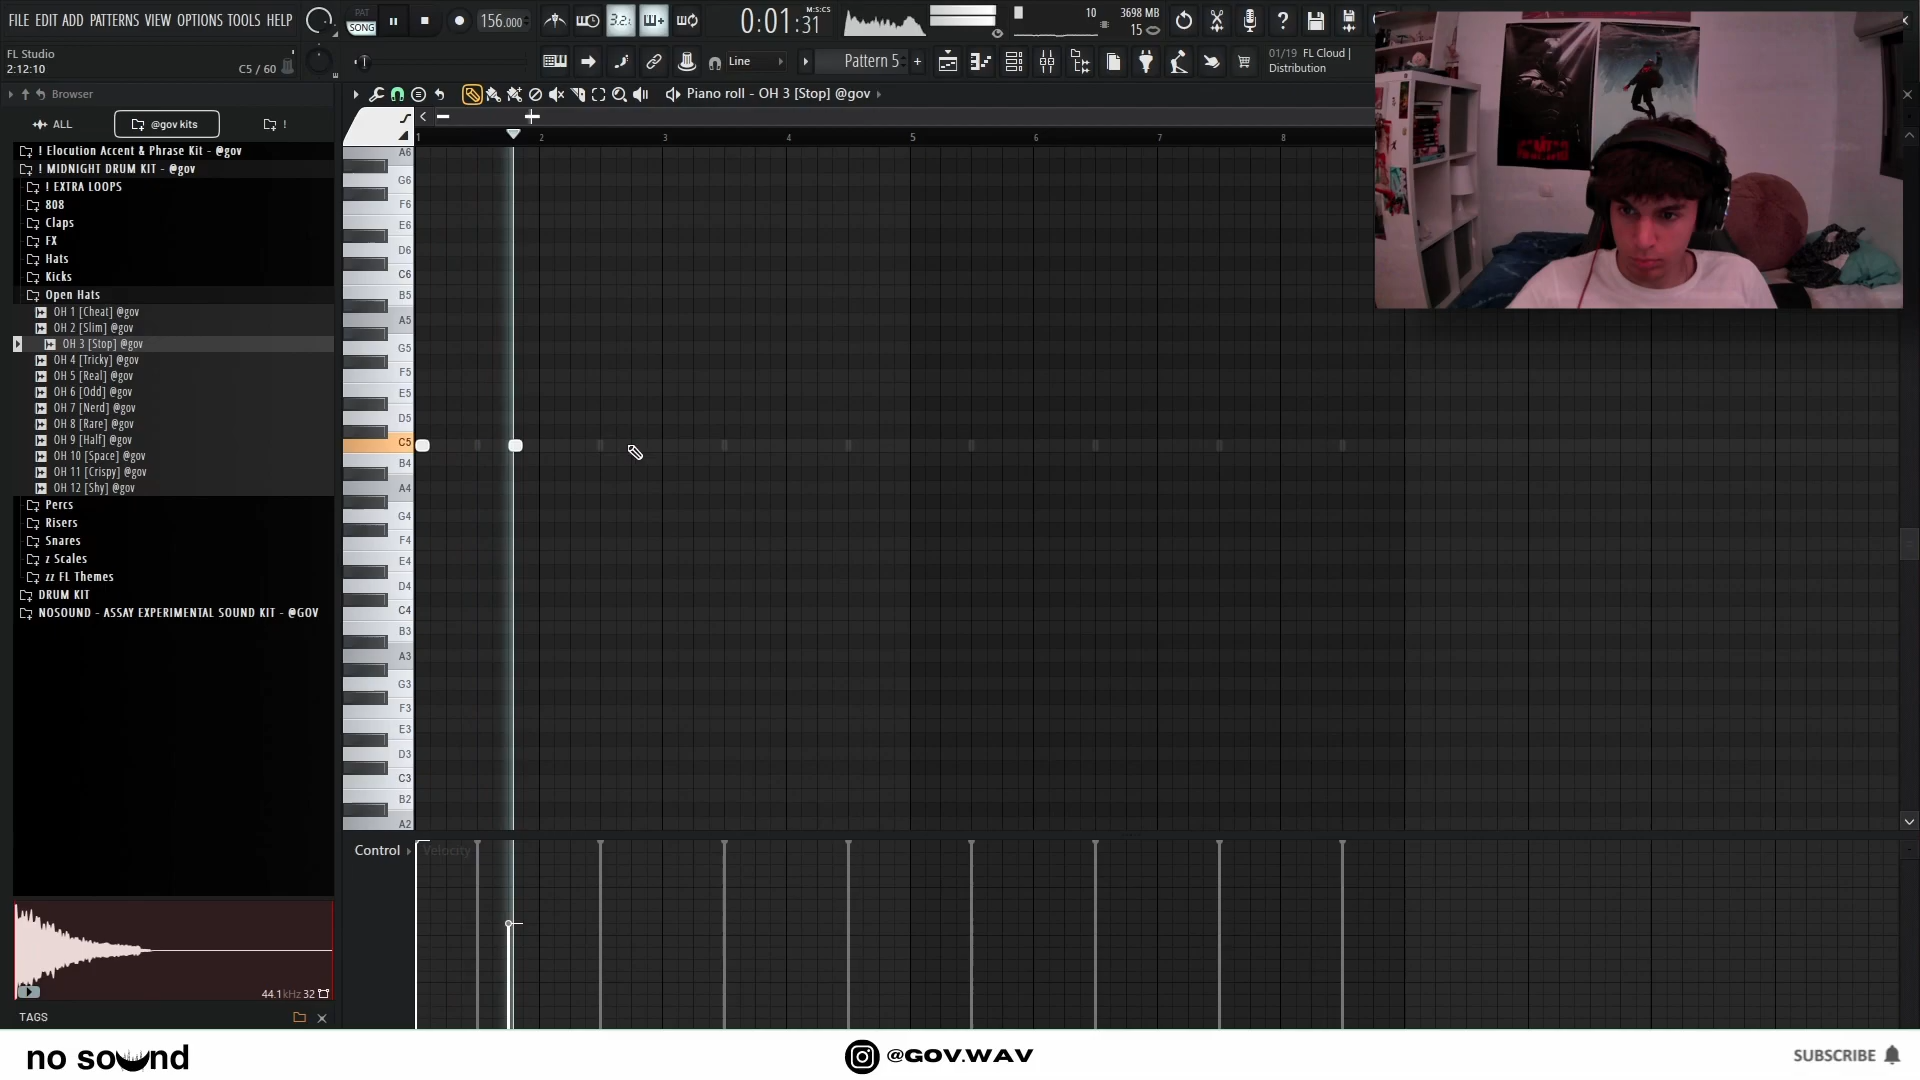 FILE EDIT ADD PATTERNS VIEW OPTIONS TOOLS HELP
PAT
SONG
156.000
3.2.
0:01:31
M:S:CS
10
3698 MB
15
FL Studio
2:12:10
C5 / 60
Line
Pattern 5
+
01/19 FL Cloud |
Distribution
Browser
Piano roll - OH 3 [Stop] @gov
ALL
@gov kits
!
! Elocution Accent & Phrase Kit - @gov
! MIDNIGHT DRUM KIT - @gov
! EXTRA LOOPS
808
Claps
FX
Hats
Kicks
Open Hats
OH 1 [Cheat] @gov
OH 2 [Slim] @gov
OH 3 [Stop] @gov
OH 4 [Tricky] @gov
OH 5 [Real] @gov
OH 6 [Odd] @gov
OH 7 [Nerd] @gov
OH 8 [Rare] @gov
OH 9 [Half] @gov
OH 10 [Space] @gov
OH 11 [Crispy] @gov
OH 12 [Shy] @gov
Percs
Risers
Snares
z Scales
zz FL Themes
DRUM KIT
NOSOUND - ASSAY EXPERIMENTAL SOUND KIT - @GOV
1 2 3 4 5 6 7 8
A6
G6
F6
E6
D6
C6
B5
A5
G5
F5
E5
D5
C5
B4
A4
G4
F4
E4
D4
C4
B3
A3
G3
F3
E3
D3
C3
B2
A2
Control
Velocity
44.1kHz 32
TAGS
no sound
@GOV.WAV
SUBSCRIBE